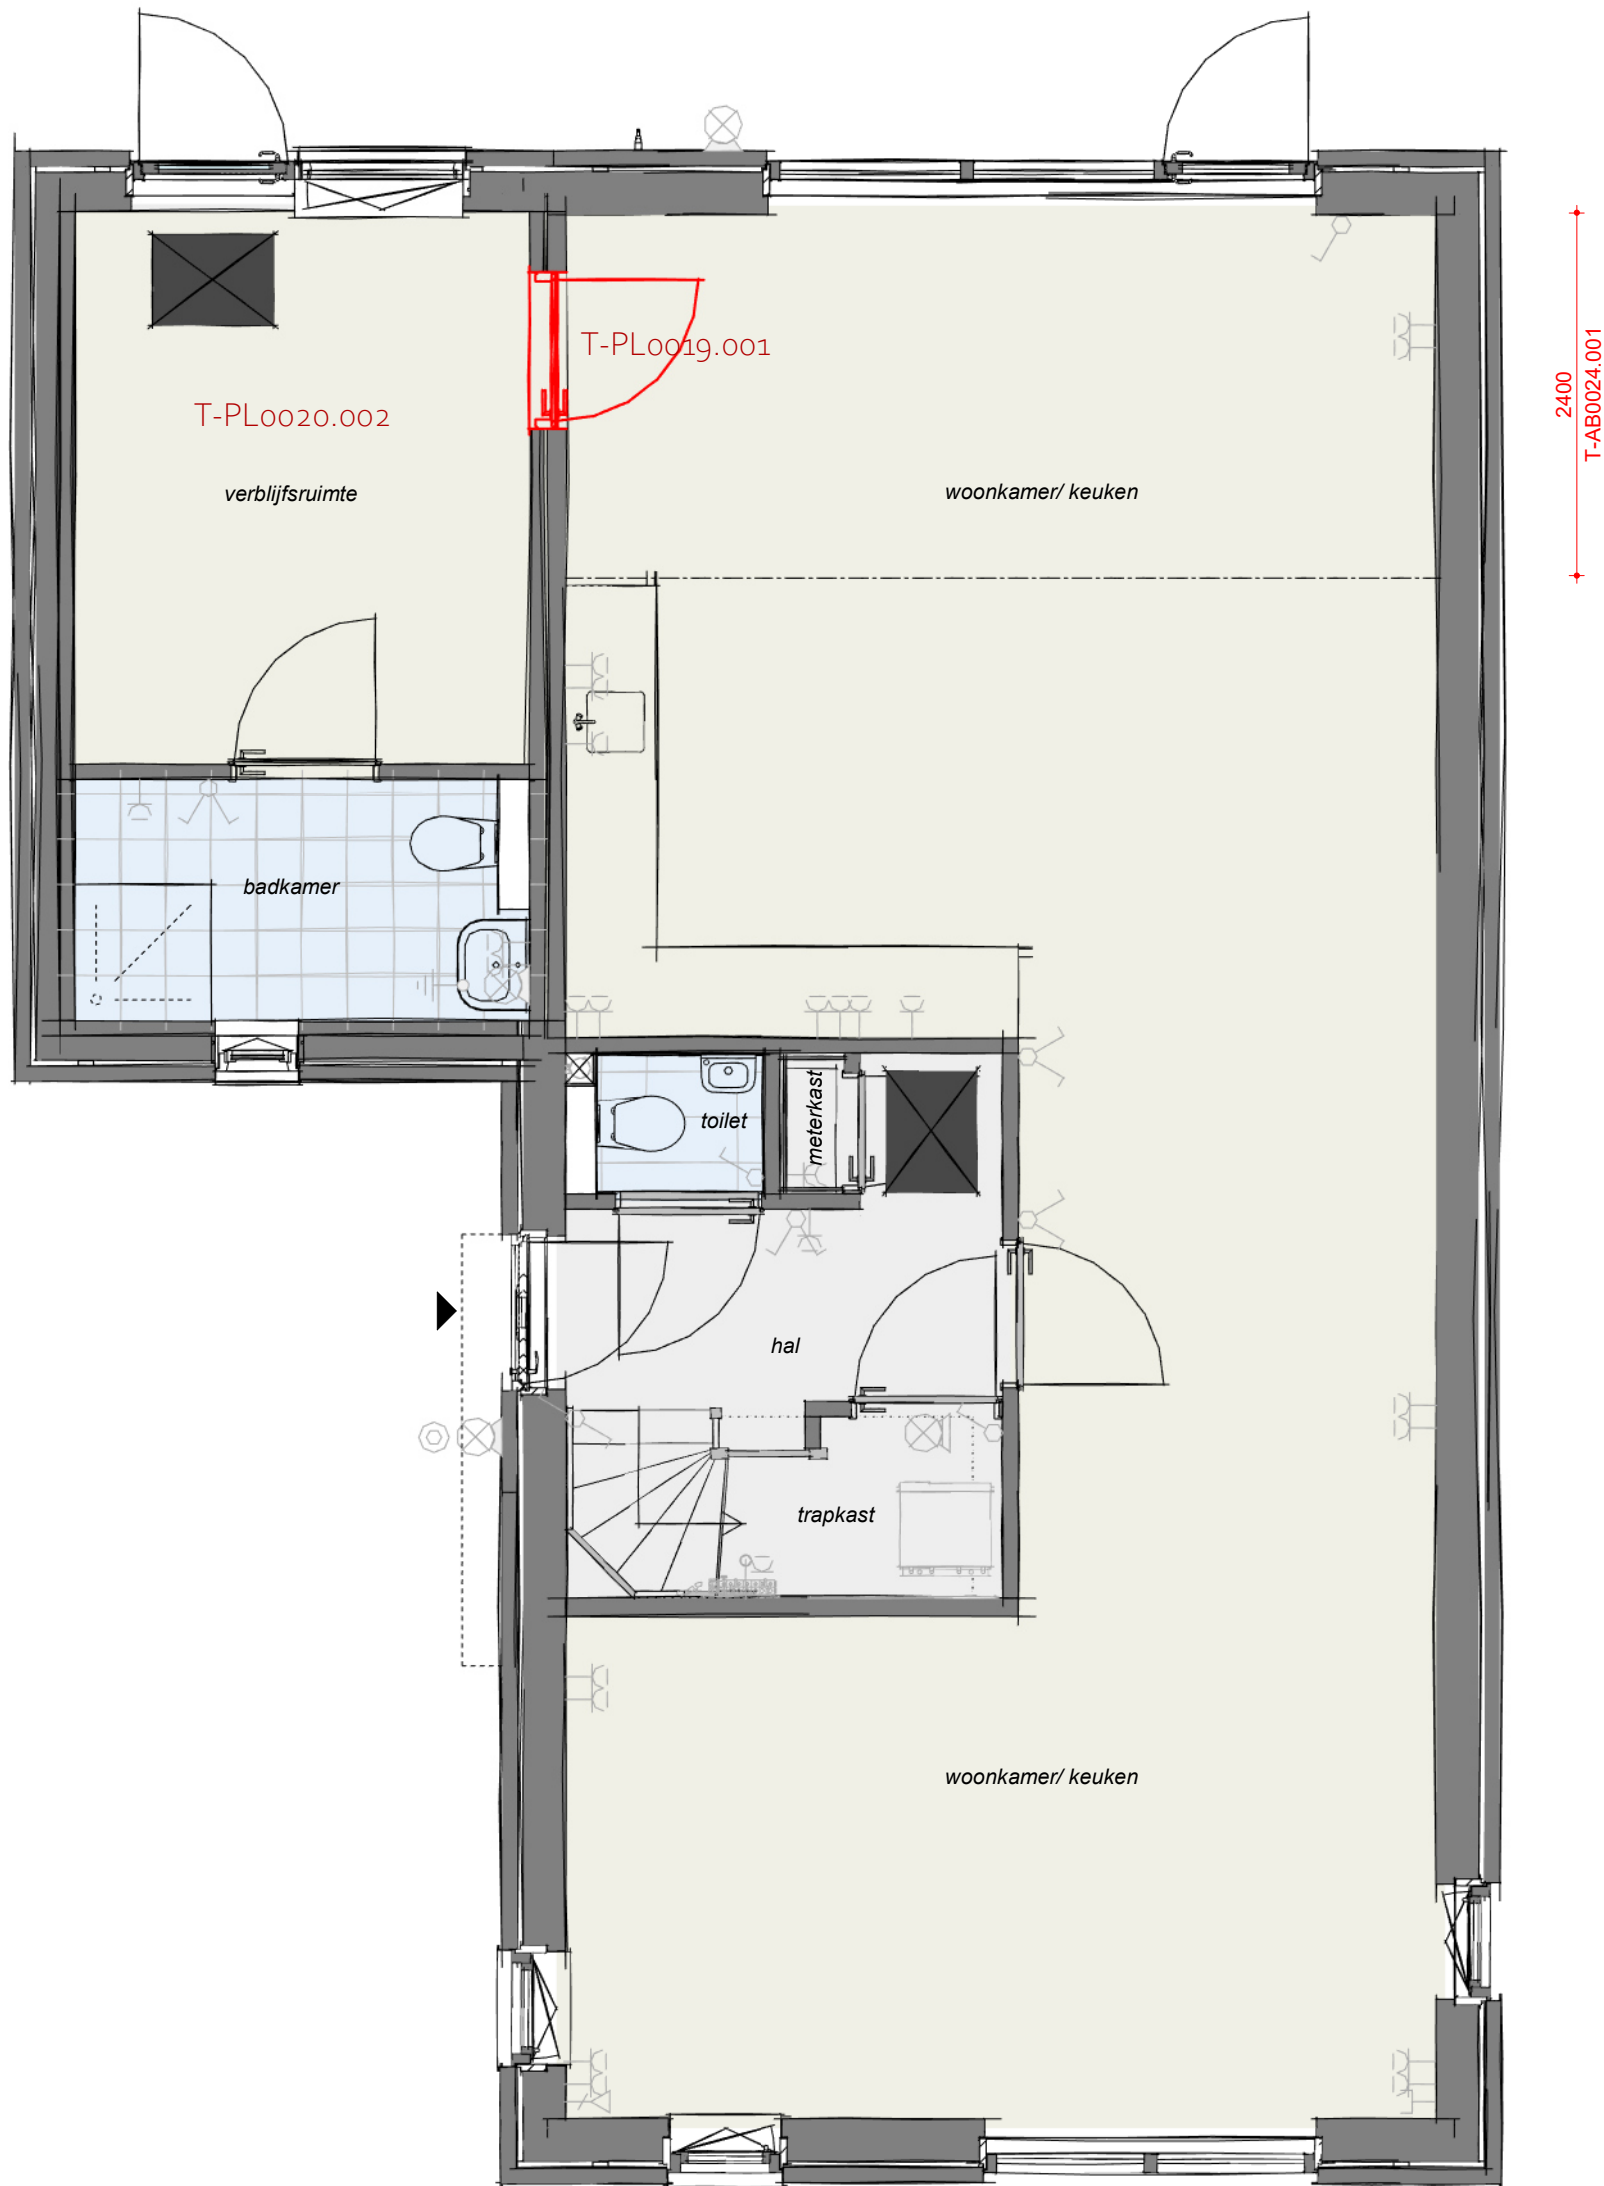 T-PL0019.001
2400
T-AB0024.001
T-PL0020.002
verblijfsruimte
woonkamer/ keuken
badkamer
toilet
meterkast
hal
trapkast
woonkamer/ keuken